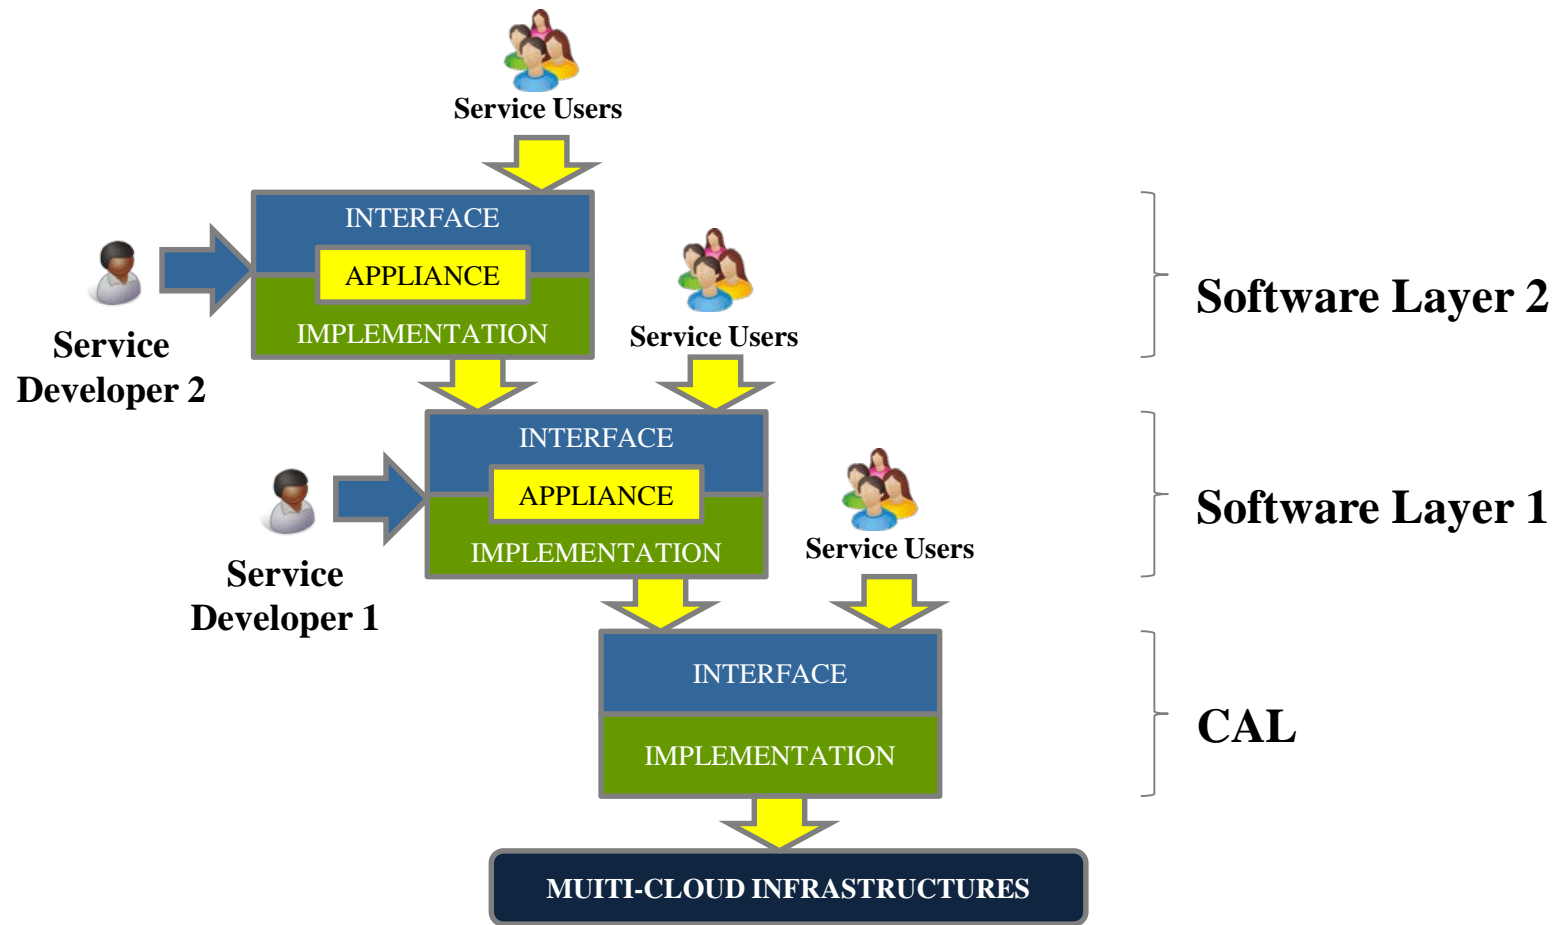 Service Users
INTERFACE
APPLIANCE
IMPLEMENTATION
Service
Developer 2
Software Layer 2
Service Users
INTERFACE
APPLIANCE
IMPLEMENTATION
Service
Developer 1
Software Layer 1
Service Users
INTERFACE
IMPLEMENTATION
CAL
MUITI-CLOUD INFRASTRUCTURES